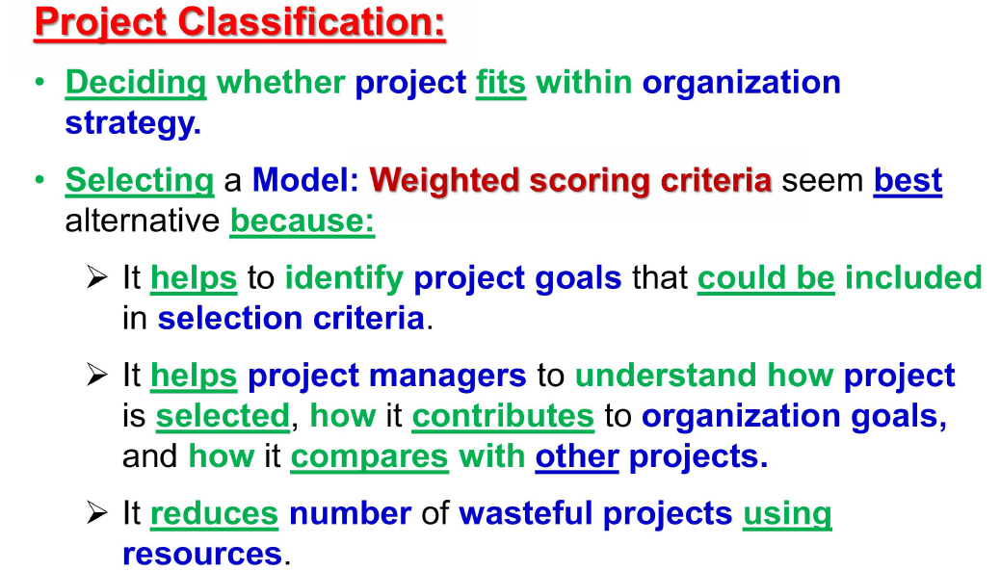 Project Classification:
• Deciding whether project fits within organization
strategy.
• Selecting a Model: Weighted scoring criteria seem best
alternative because:
➢ It helps to identify project goals that could be included
in selection criteria.
➢ It helps project managers to understand how project
is selected, how it contributes to organization goals,
and how it compares with other projects.
➢ It reduces number of wasteful projects using
resources.